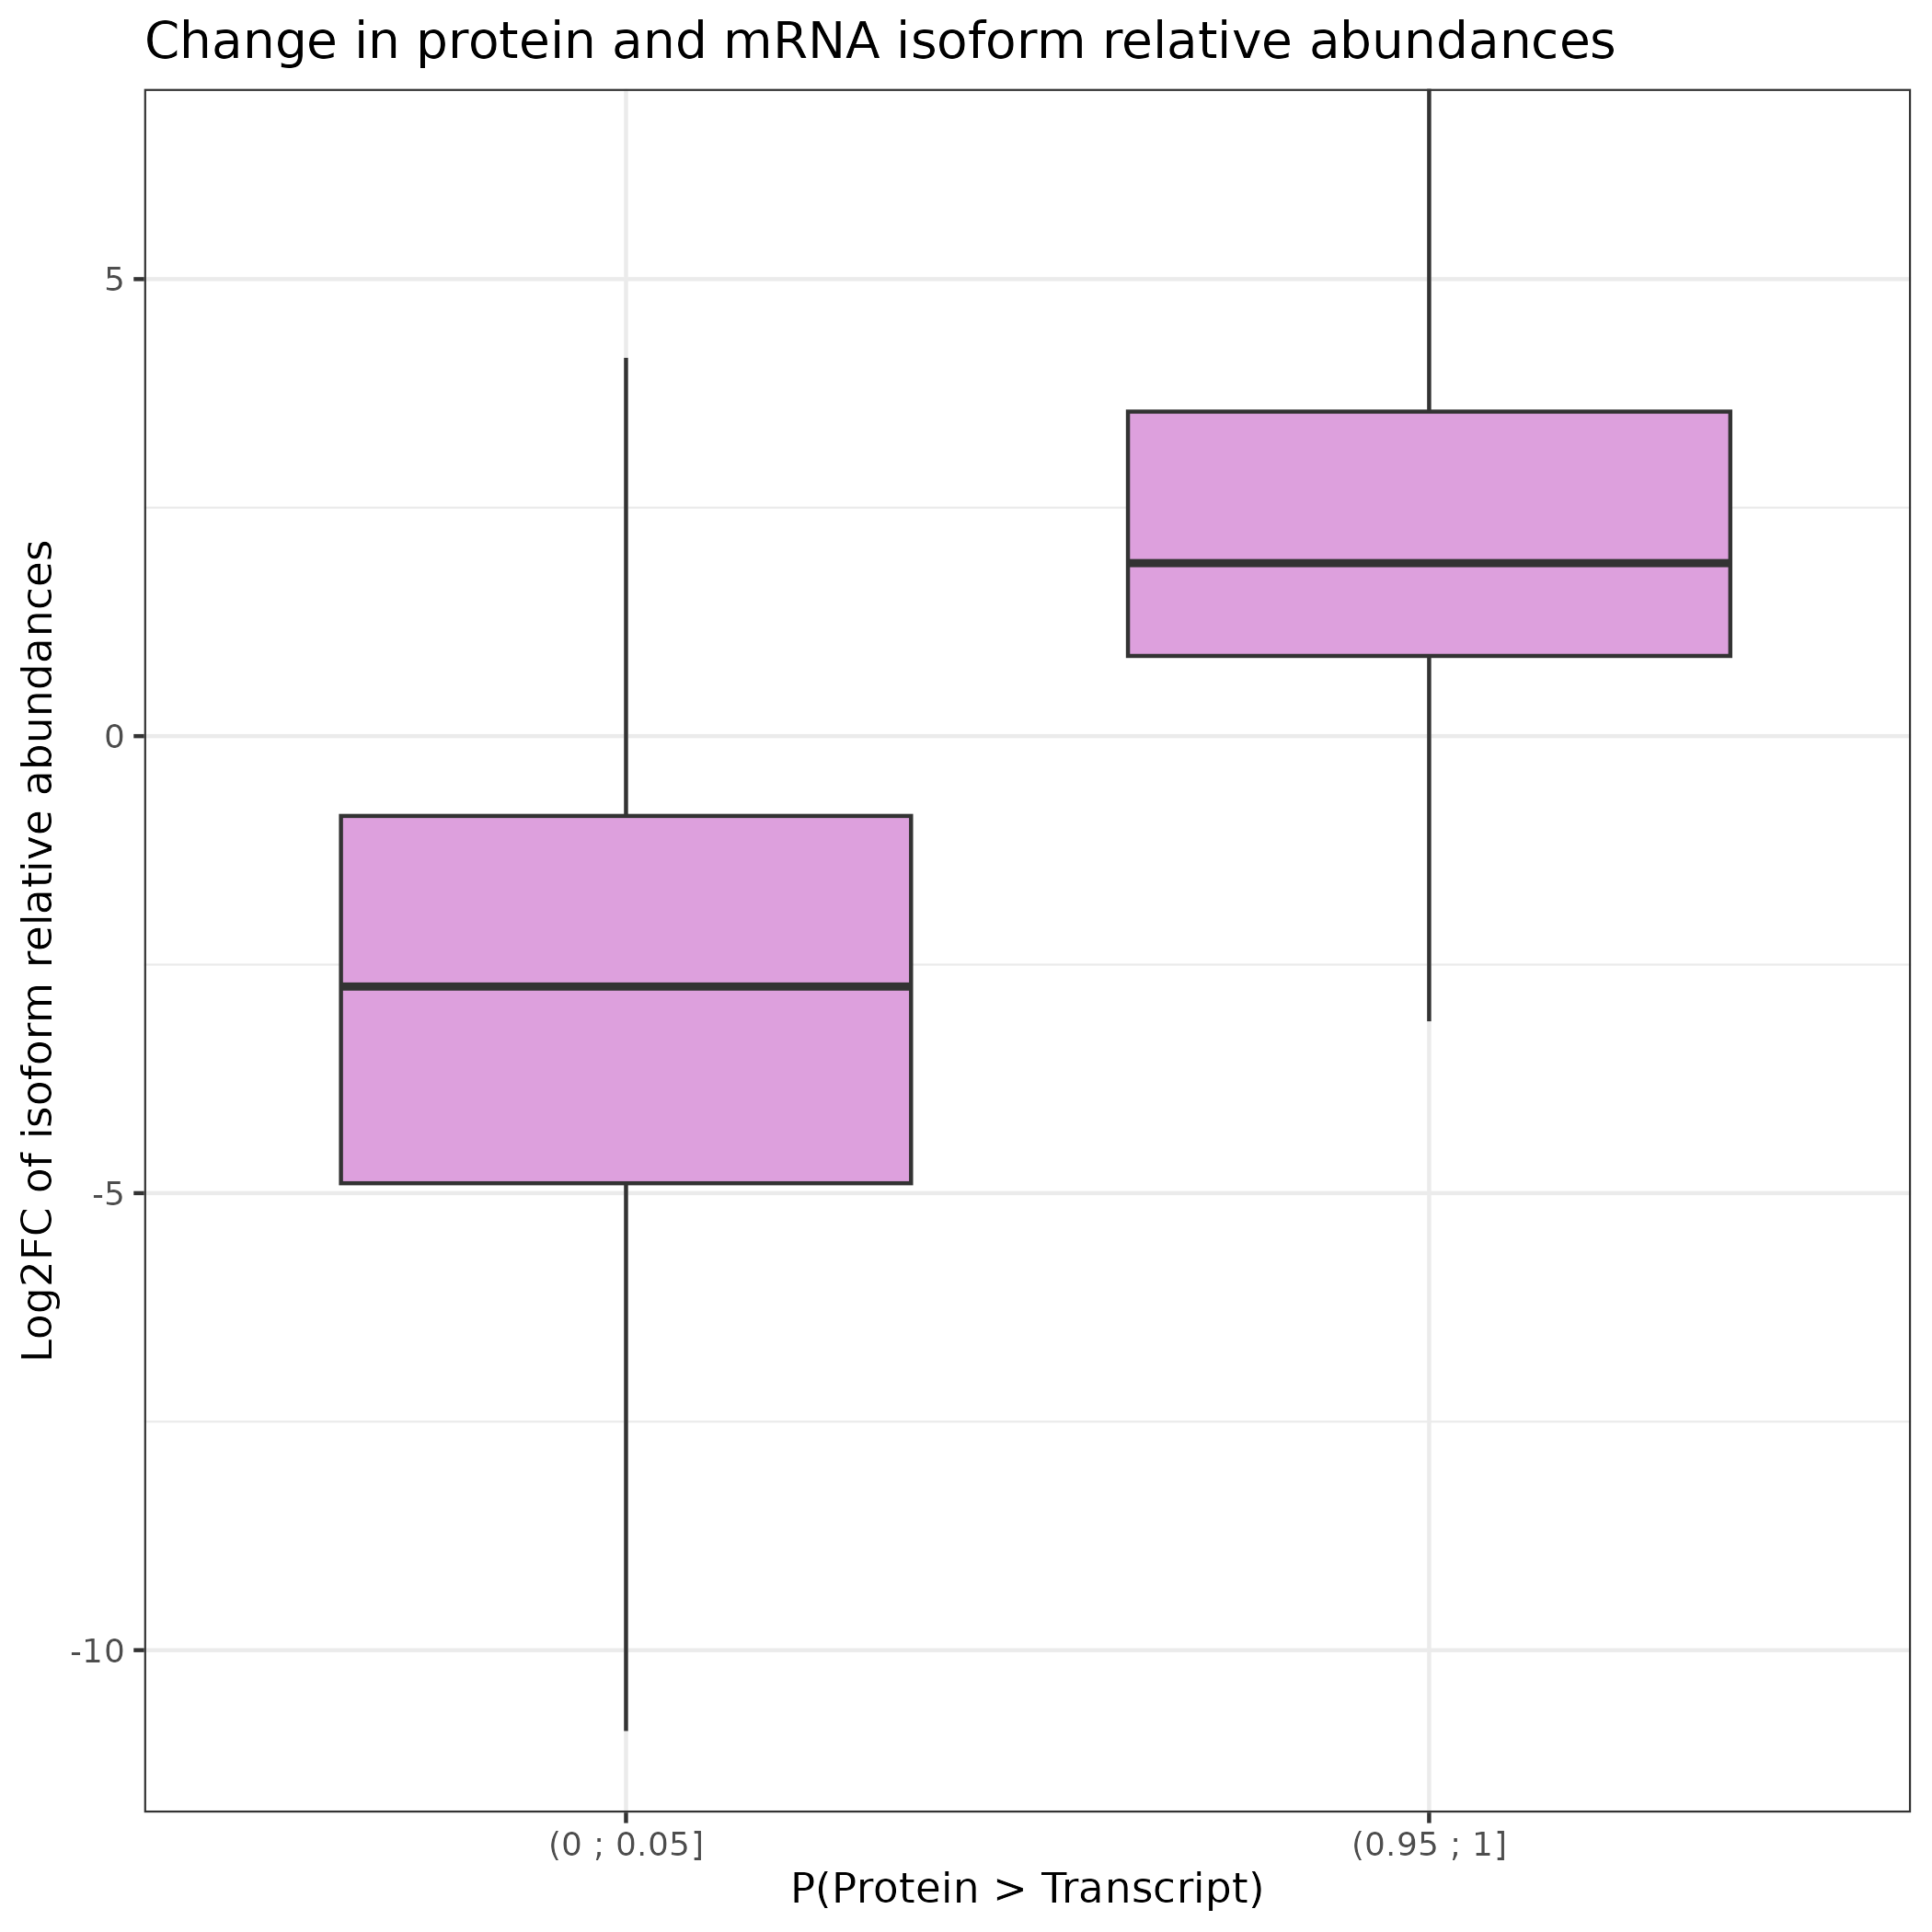 Change in protein and mRNA isoform relative abundances
Log2FC of isoform relative abundances
5
0
-5
-10
(0 ; 0.05]
(0.95 ; 1]
P(Protein > Transcript)